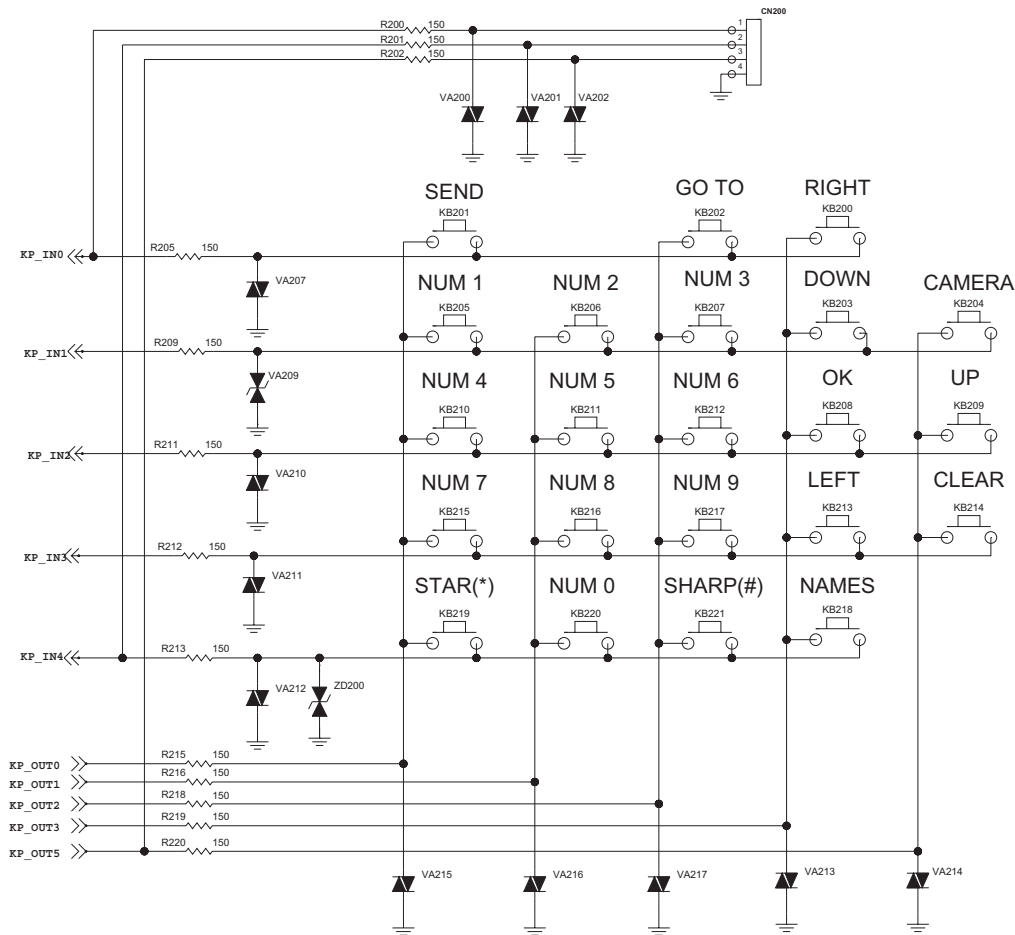 CN200
R200 150 1
R201 150 2
R202 150 3
4
VA200 VA201 VA202
SEND GO TO RIGHT
KB201 KB202 KB200
KP_IN0 R205 150
VA207
NUM 1 NUM 2 NUM 3 DOWN CAMERA
KB205 KB206 KB207 KB203 KB204
KP_IN1 R209 150
VA209
NUM 4 NUM 5 NUM 6 OK UP
KB210 KB211 KB212 KB208 KB209
KP_IN2 R211 150
VA210
NUM 7 NUM 8 NUM 9 LEFT CLEAR
KB215 KB216 KB217 KB213 KB214
KP_IN3 R212 150
VA211
STAR(*) NUM 0 SHARP(#) NAMES
KB219 KB220 KB221 KB218
KP_IN4 R213 150
VA212 ZD200
KP_OUT0 R215 150
KP_OUT1 R216 150
KP_OUT2 R218 150
KP_OUT3 R219 150
KP_OUT5 R220 150
VA215 VA216 VA217 VA213 VA214